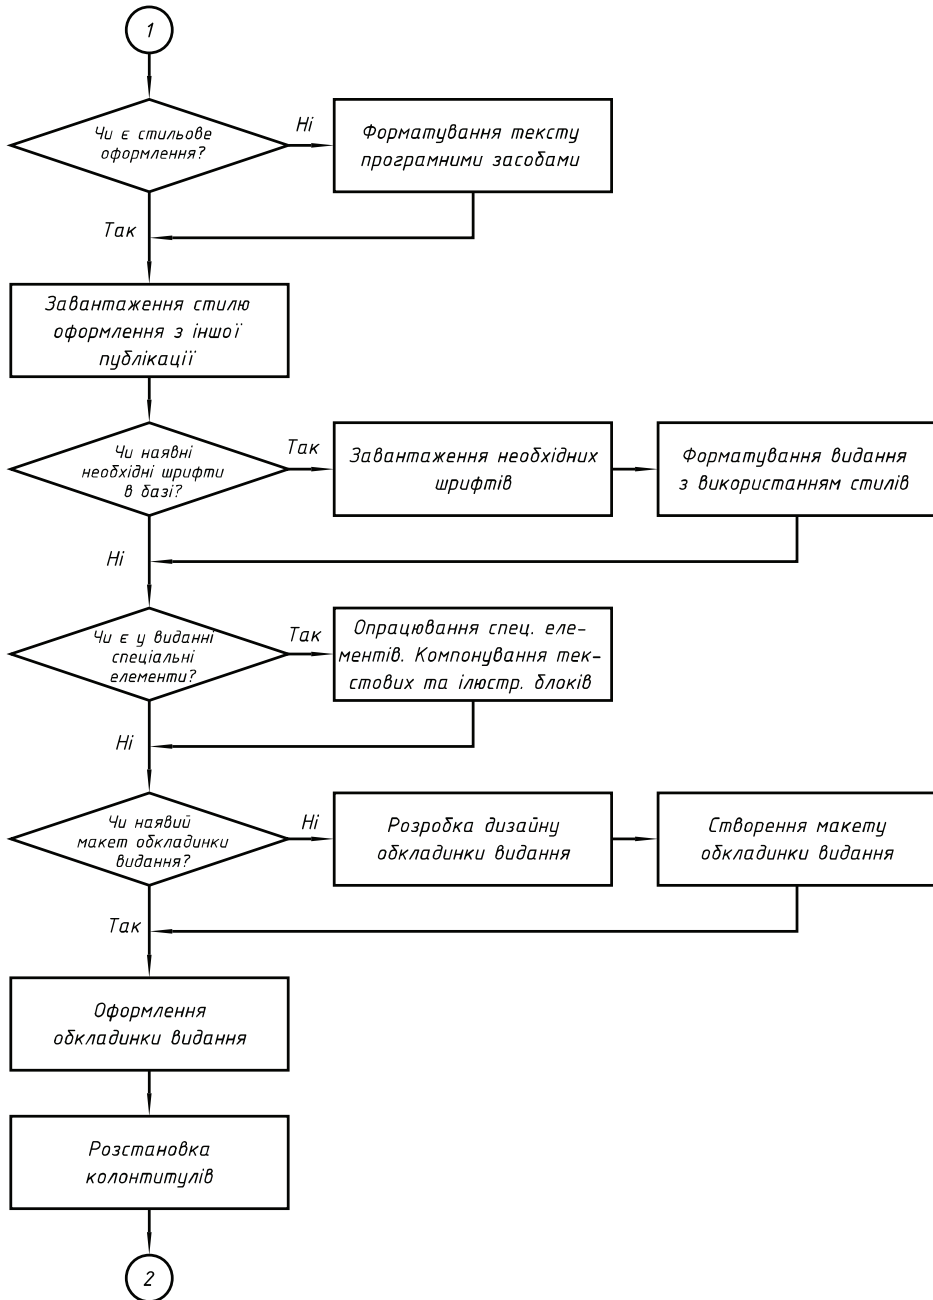 1
Чи є стильове
оформлення?
Ні
Форматування тексту
програмними засобами
Так
Завантаження стилю
оформлення з іншої
публікації
Чи наявні
необхідні шрифти
в базі?
Так
Завантаження необхідних
шрифтів
Форматування видання
з використанням стилів
Ні
Чи є у виданні
спеціальні
елементи?
Так
Опрацювання спец. еле-
ментів. Компонування тек-
стових та ілюстр. блоків
Ні
Чи наявий
макет обкладинки
видання?
Ні
Розробка дизайну
обкладинки видання
Створення макету
обкладинки видання
Так
Оформлення
обкладинки видання
Розстановка
колонтитулів
2